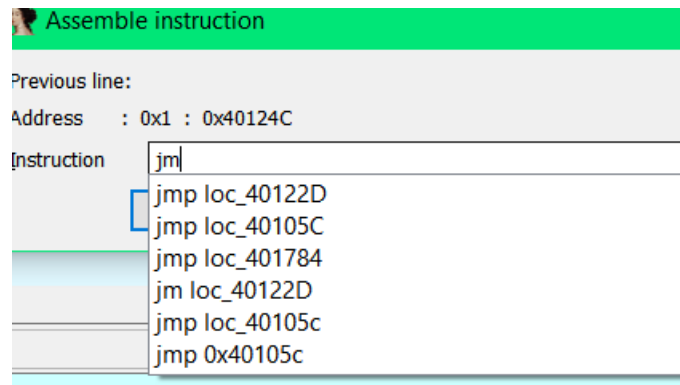 Assemble instruction
Previous line:
Address : 0x1 : 0x40124C
Instruction jm
jmp loc_40122D
jmp loc_40105C
jmp loc_401784
jm loc_40122D
jmp loc_40105c
jmp 0x40105c